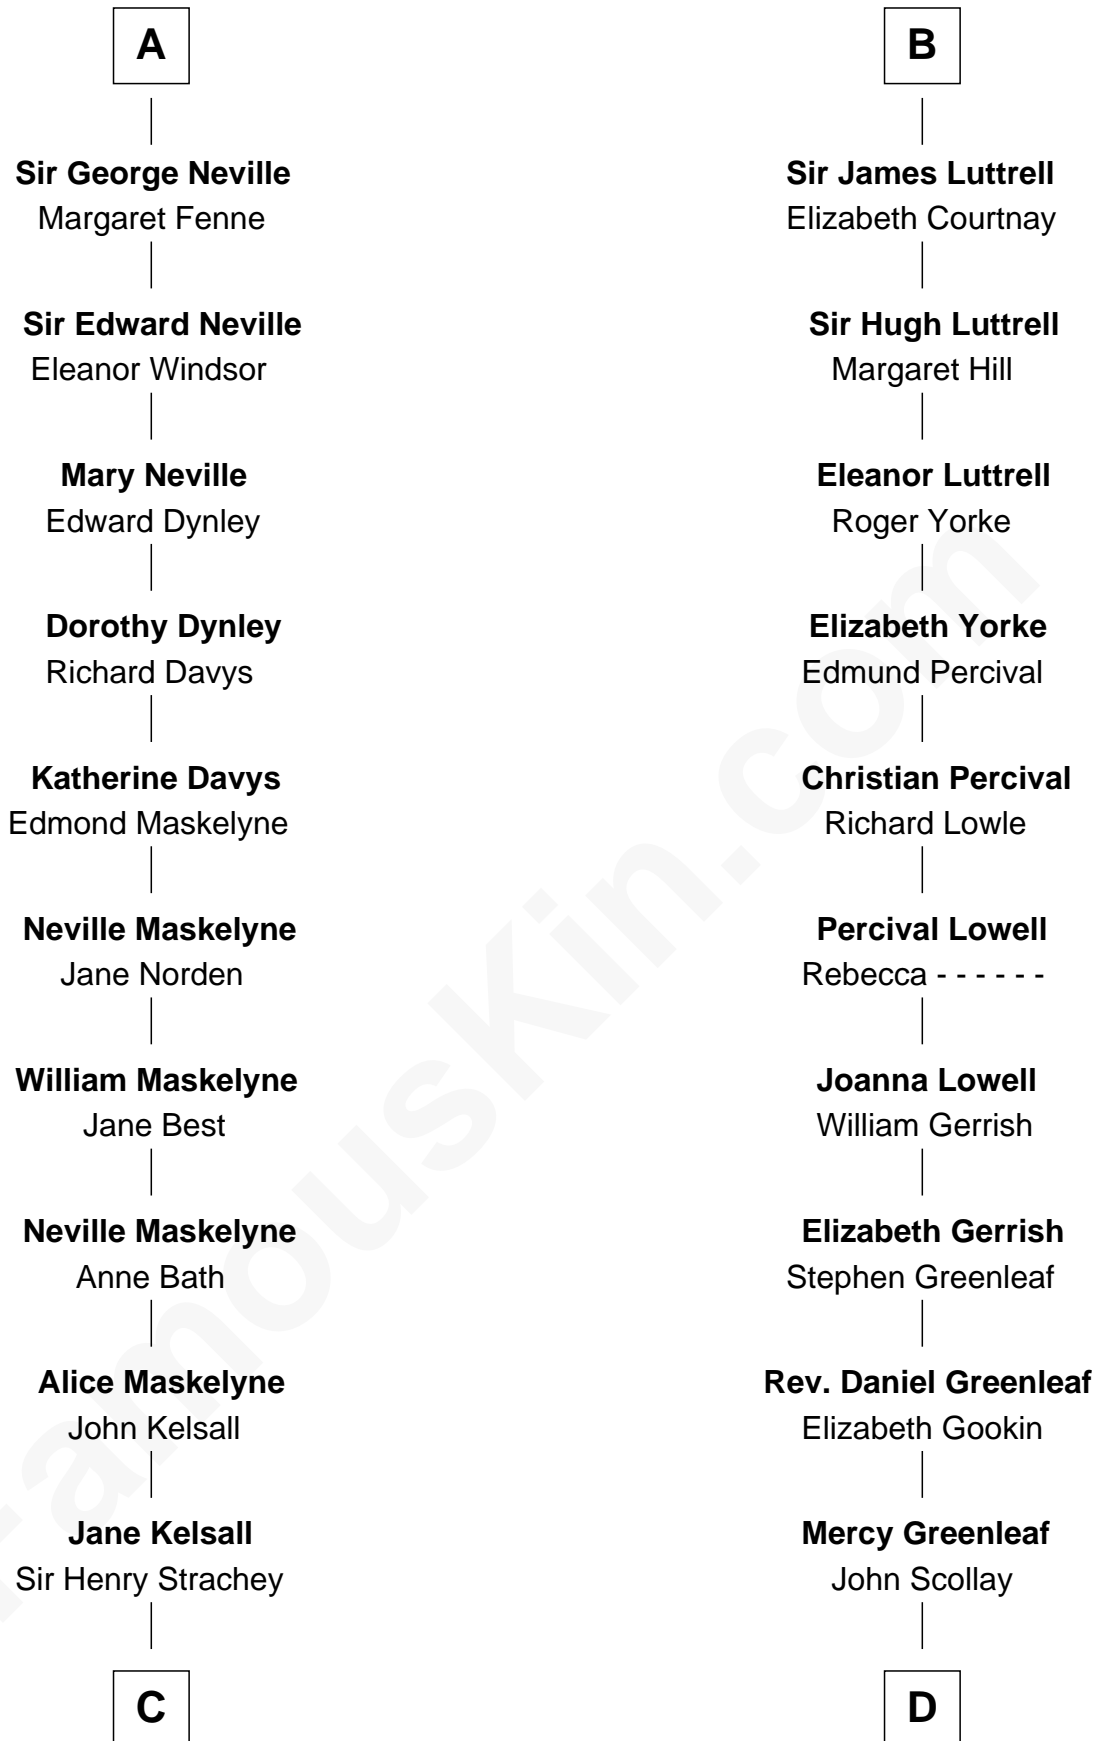 A
Sir George Neville
Margaret Fenne
Sir Edward Neville
Eleanor Windsor
Mary Neville
Edward Dynley
Dorothy Dynley
Richard Davys
Katherine Davys
Edmond Maskelyne
Neville Maskelyne
Jane Norden
William Maskelyne
Jane Best
Neville Maskelyne
Anne Bath
Alice Maskelyne
John Kelsall
Jane Kelsall
Sir Henry Strachey
C
B
Sir James Luttrell
Elizabeth Courtnay
Sir Hugh Luttrell
Margaret Hill
Eleanor Luttrell
Roger Yorke
Elizabeth Yorke
Edmund Percival
Christian Percival
Richard Lowle
Percival Lowell
Rebecca - - - - - -
Joanna Lowell
William Gerrish
Elizabeth Gerrish
Stephen Greenleaf
Rev. Daniel Greenleaf
Elizabeth Gookin
Mercy Greenleaf
John Scollay
D
FamousKin.com